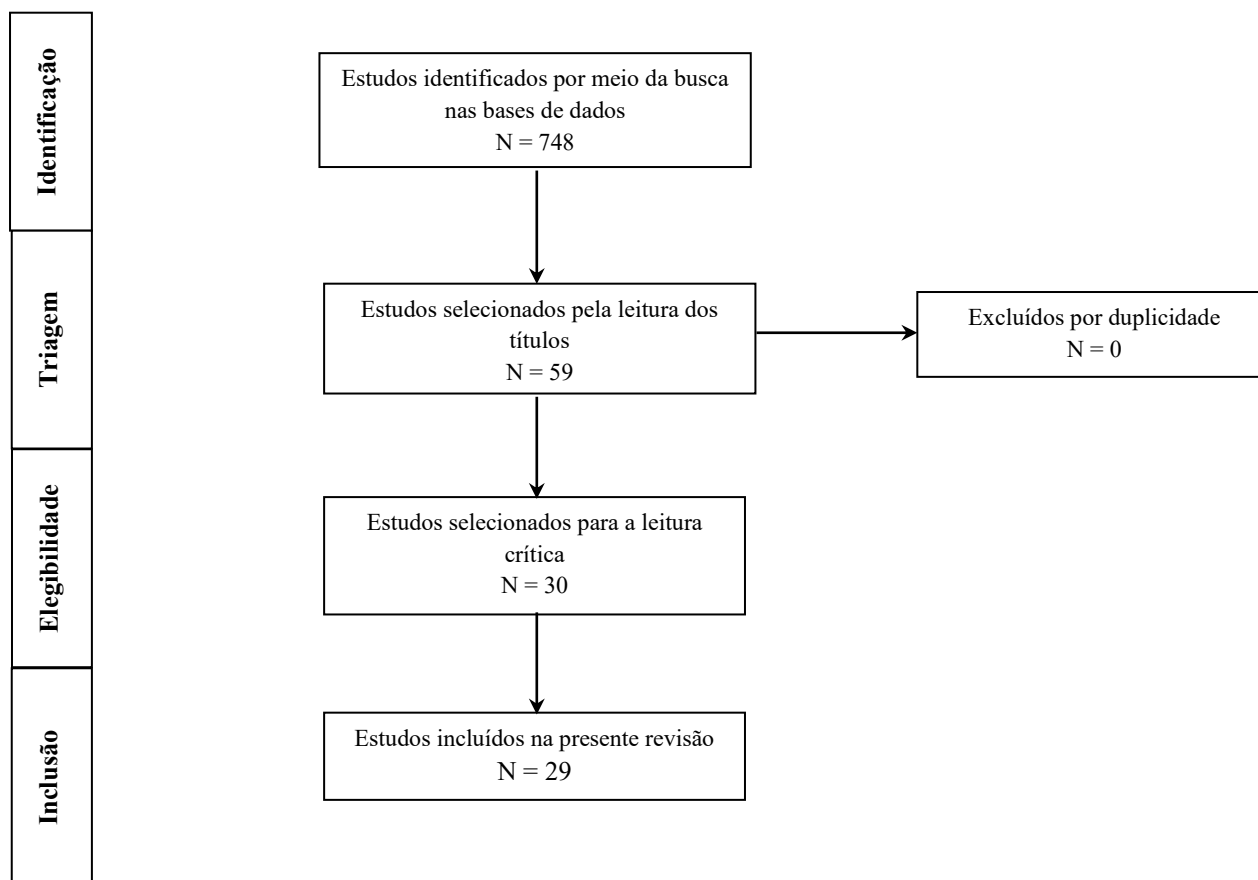 Identificação
Estudos identificados por meio da busca
nas bases de dados
N = 748
Triagem
Estudos selecionados pela leitura dos
títulos
N = 59
Excluídos por duplicidade
N = 0
Elegibilidade
Estudos selecionados para a leitura
crítica
N = 30
Inclusão
Estudos incluídos na presente revisão
N = 29